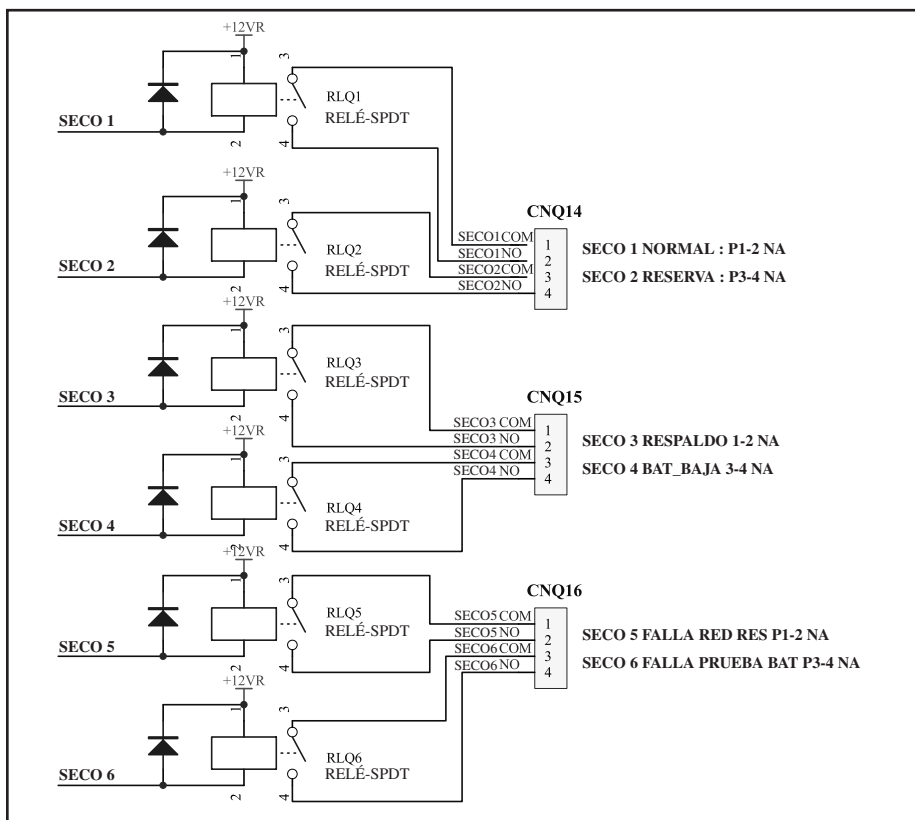 +12VR
1
3
RLQ1
RELÉ-SPDT
SECO 1
2
4
+12VR
1
3
RLQ2
RELÉ-SPDT
SECO 2
2
4
CNQ14
SECO1COM
1
SECO1NO
2
SECO2COM
3
SECO2NO
4
SECO 1 NORMAL : P1-2 NA
SECO 2 RESERVA : P3-4 NA
+12VR
1
3
RLQ3
RELÉ-SPDT
SECO 3
2
4
+12VR
1
3
RLQ4
RELÉ-SPDT
SECO 4
2
4
CNQ15
SECO3 COM
1
SECO3 NO
2
SECO4 COM
3
SECO4 NO
4
SECO 3 RESPALDO 1-2 NA
SECO 4 BAT_BAJA 3-4 NA
+12VR
1
3
RLQ5
RELÉ-SPDT
SECO 5
2
4
+12VR
1
3
RLQ6
RELÉ-SPDT
SECO 6
2
4
CNQ16
SECO5 COM
1
SECO5 NO
2
SECO6 COM
3
SECO6 NO
4
SECO 5 FALLA RED RES P1-2 NA
SECO 6 FALLA PRUEBA BAT P3-4 NA